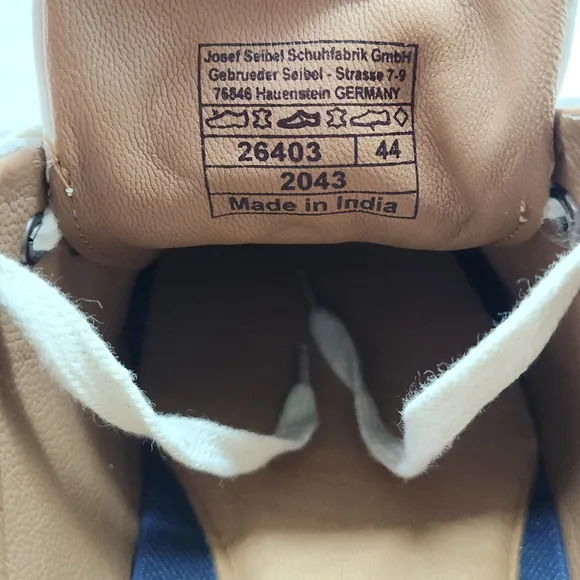 Josef Seibel Schuhfabrik GmbH
Gebrueder Seibel - Strasse 7-9
76846 Hauenstein GERMANY
26403 44
2043
Made in India